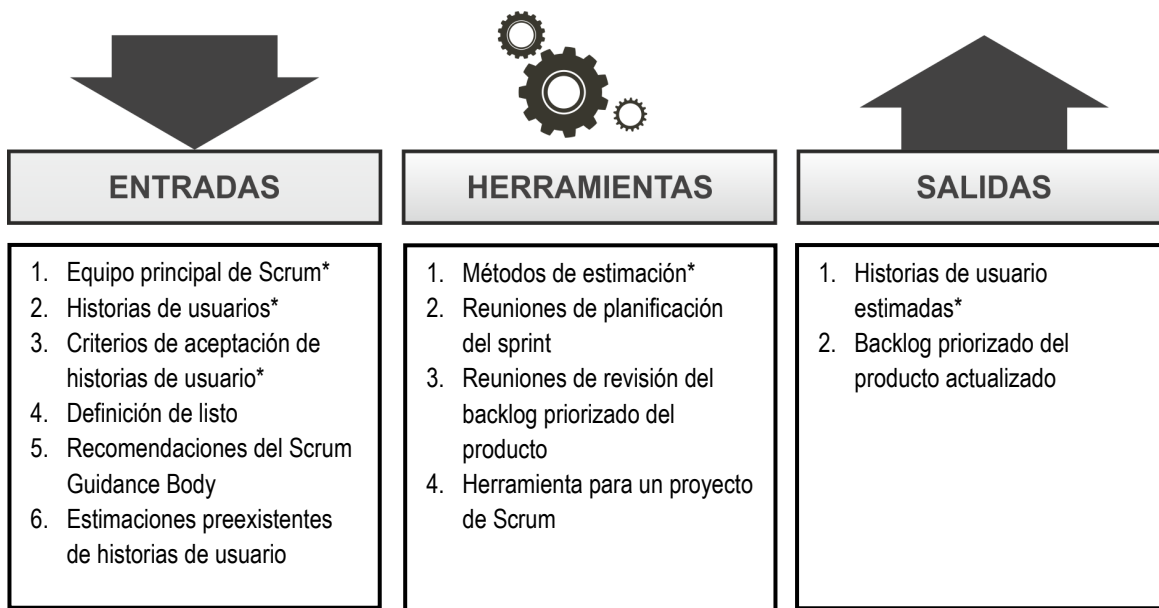 ENTRADAS
1. Equipo principal de Scrum*
2. Historias de usuarios*
3. Criterios de aceptación de
historias de usuario*
4. Definición de listo
5. Recomendaciones del Scrum
Guidance Body
6. Estimaciones preexistentes
de historias de usuario
HERRAMIENTAS
1. Métodos de estimación*
2. Reuniones de planificación
del sprint
3. Reuniones de revisión del
backlog priorizado del
producto
4. Herramienta para un proyecto
de Scrum
SALIDAS
1. Historias de usuario
estimadas*
2. Backlog priorizado del
producto actualizado